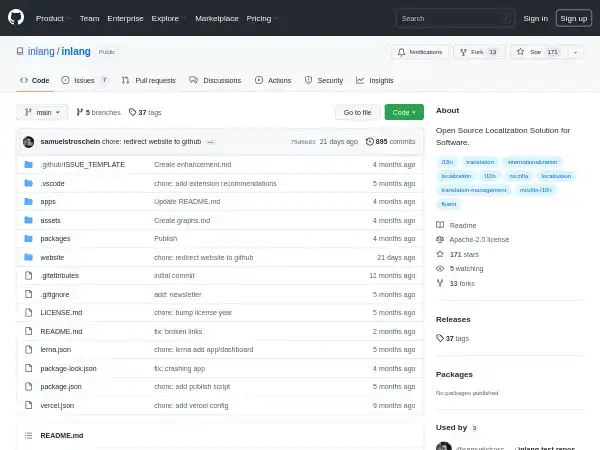 Product Team Enterprise Explore Marketplace Pricing Search / Sign in Sign up
inlang / inlang Public Notifications Fork 13 Star 171
Code Issues 7 Pull requests Discussions Actions Security Insights
main 5 branches 37 tags Go to file Code
samuelstroschein chore: redirect website to github ... 21 days ago 895 commits
.github/ISSUE_TEMPLATE Create enhancement.md 4 months ago
.vscode chore: add extension recommendations 5 months ago
apps Update README.md 4 months ago
assets Create graphs.md 4 months ago
packages Publish 4 months ago
website chore: redirect website to github 21 days ago
.gitattributes initial commit 11 months ago
.gitignore add: newsletter 5 months ago
LICENSE.md chore: bump license year 5 months ago
README.md fix: broken links 2 months ago
lerna.json chore: lerna add app/dashboard 5 months ago
package-lock.json fix: crashing app 4 months ago
package.json chore: add publish script 5 months ago
vercel.json chore: add vercel config 9 months ago
README.md
About
Open Source Localization Solution for
Software.
i18n translation internationalization
localization l10n mozilla localisation
translation-management mozilla-l10n
fluent
Readme
Apache-2.0 license
171 stars
5 watching
13 forks
Releases
37 tags
Packages
No packages published
Used by 2